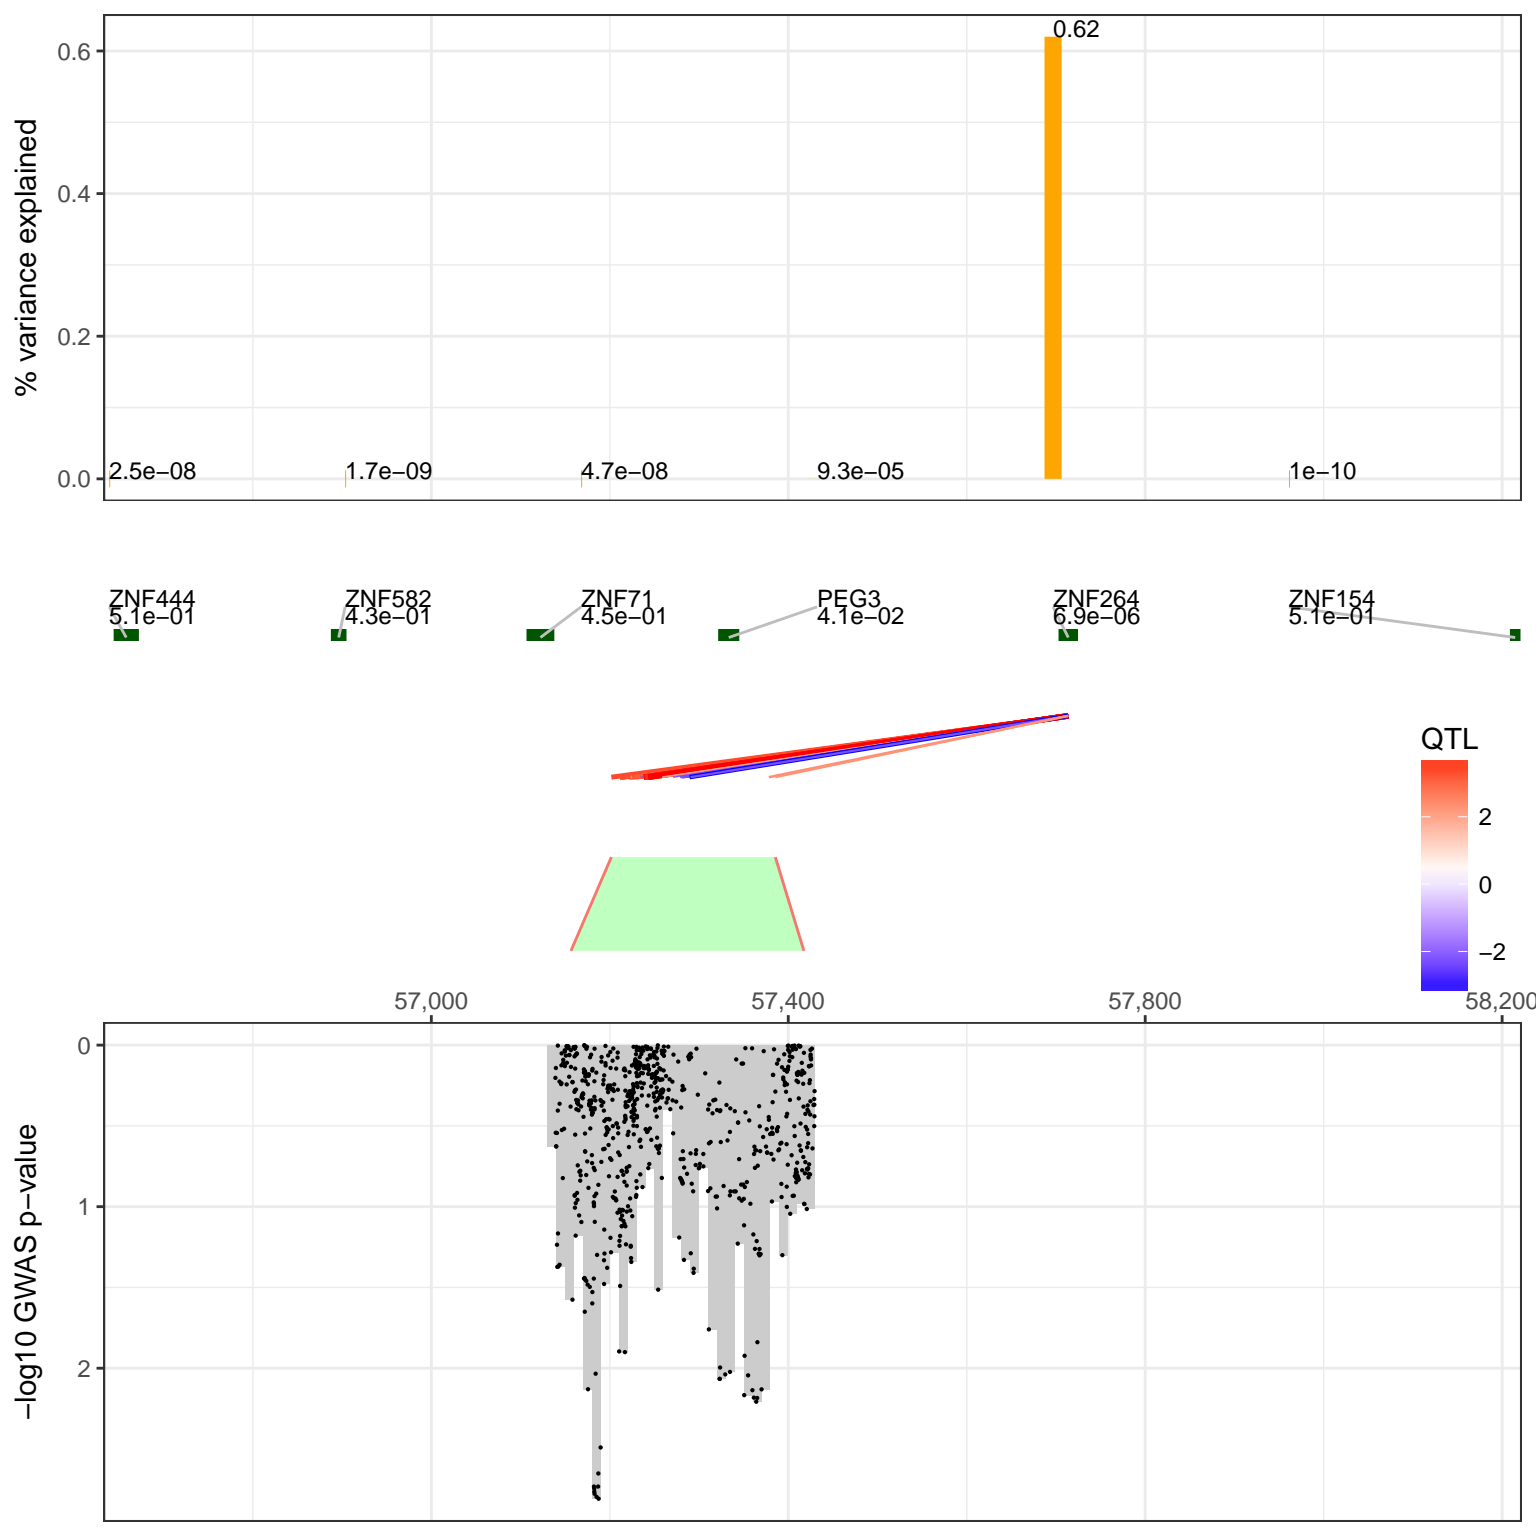 % variance explained
0.6
0.4
0.2
0.0
0.62
2.5e−08
1.7e−09
4.7e−08
9.3e−05
1e−10
ZNF444
5.1e−01
ZNF582
4.3e−01
ZNF71
4.5e−01
PEG3
4.1e−02
ZNF264
6.9e−06
ZNF154
5.1e−01
QTL
2
0
−2
57,000
57,400
57,800
58,200
−log10 GWAS p−value
0
1
2